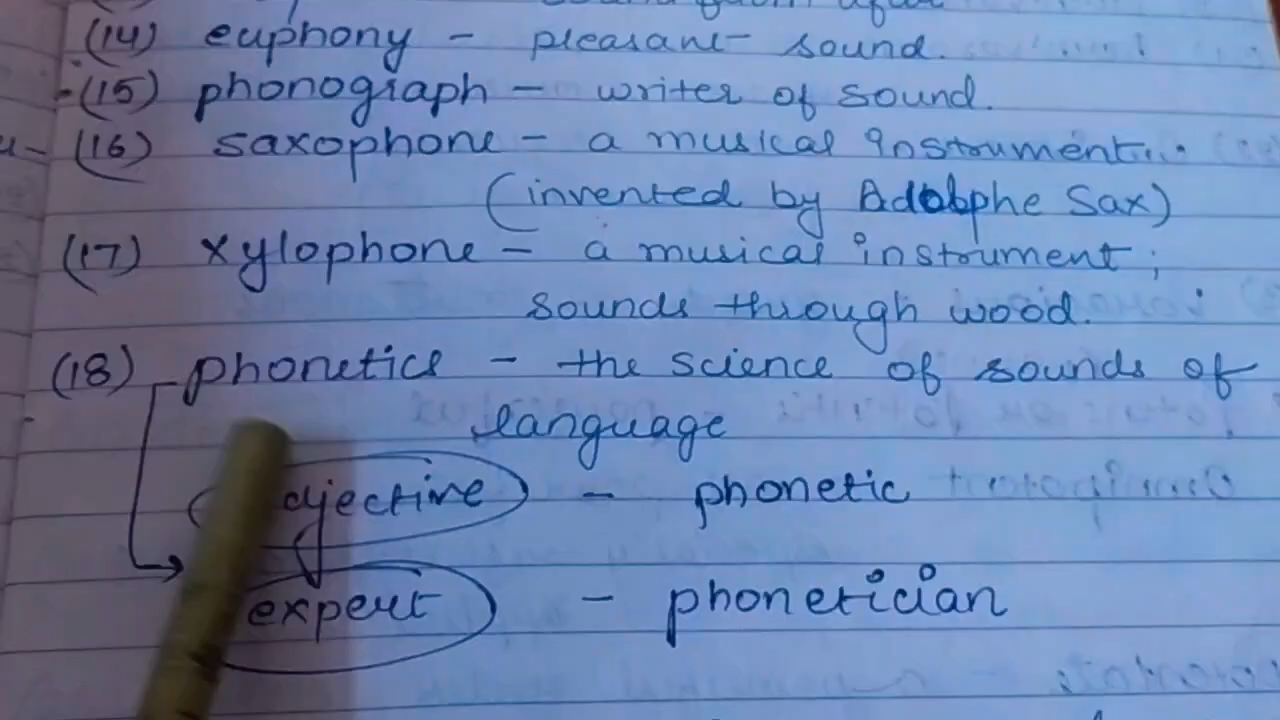 (14) euphony - pleasant sound.
(15) phonograph - writer of sound.
(16) saxophone - a musical instrument.
(invented by Adolphe Sax)
(17) xylophone - a musical instrument;
sounds through wood.
(18) phonetics - the science of sounds of
language
adjective - phonetic
expert - phonetician